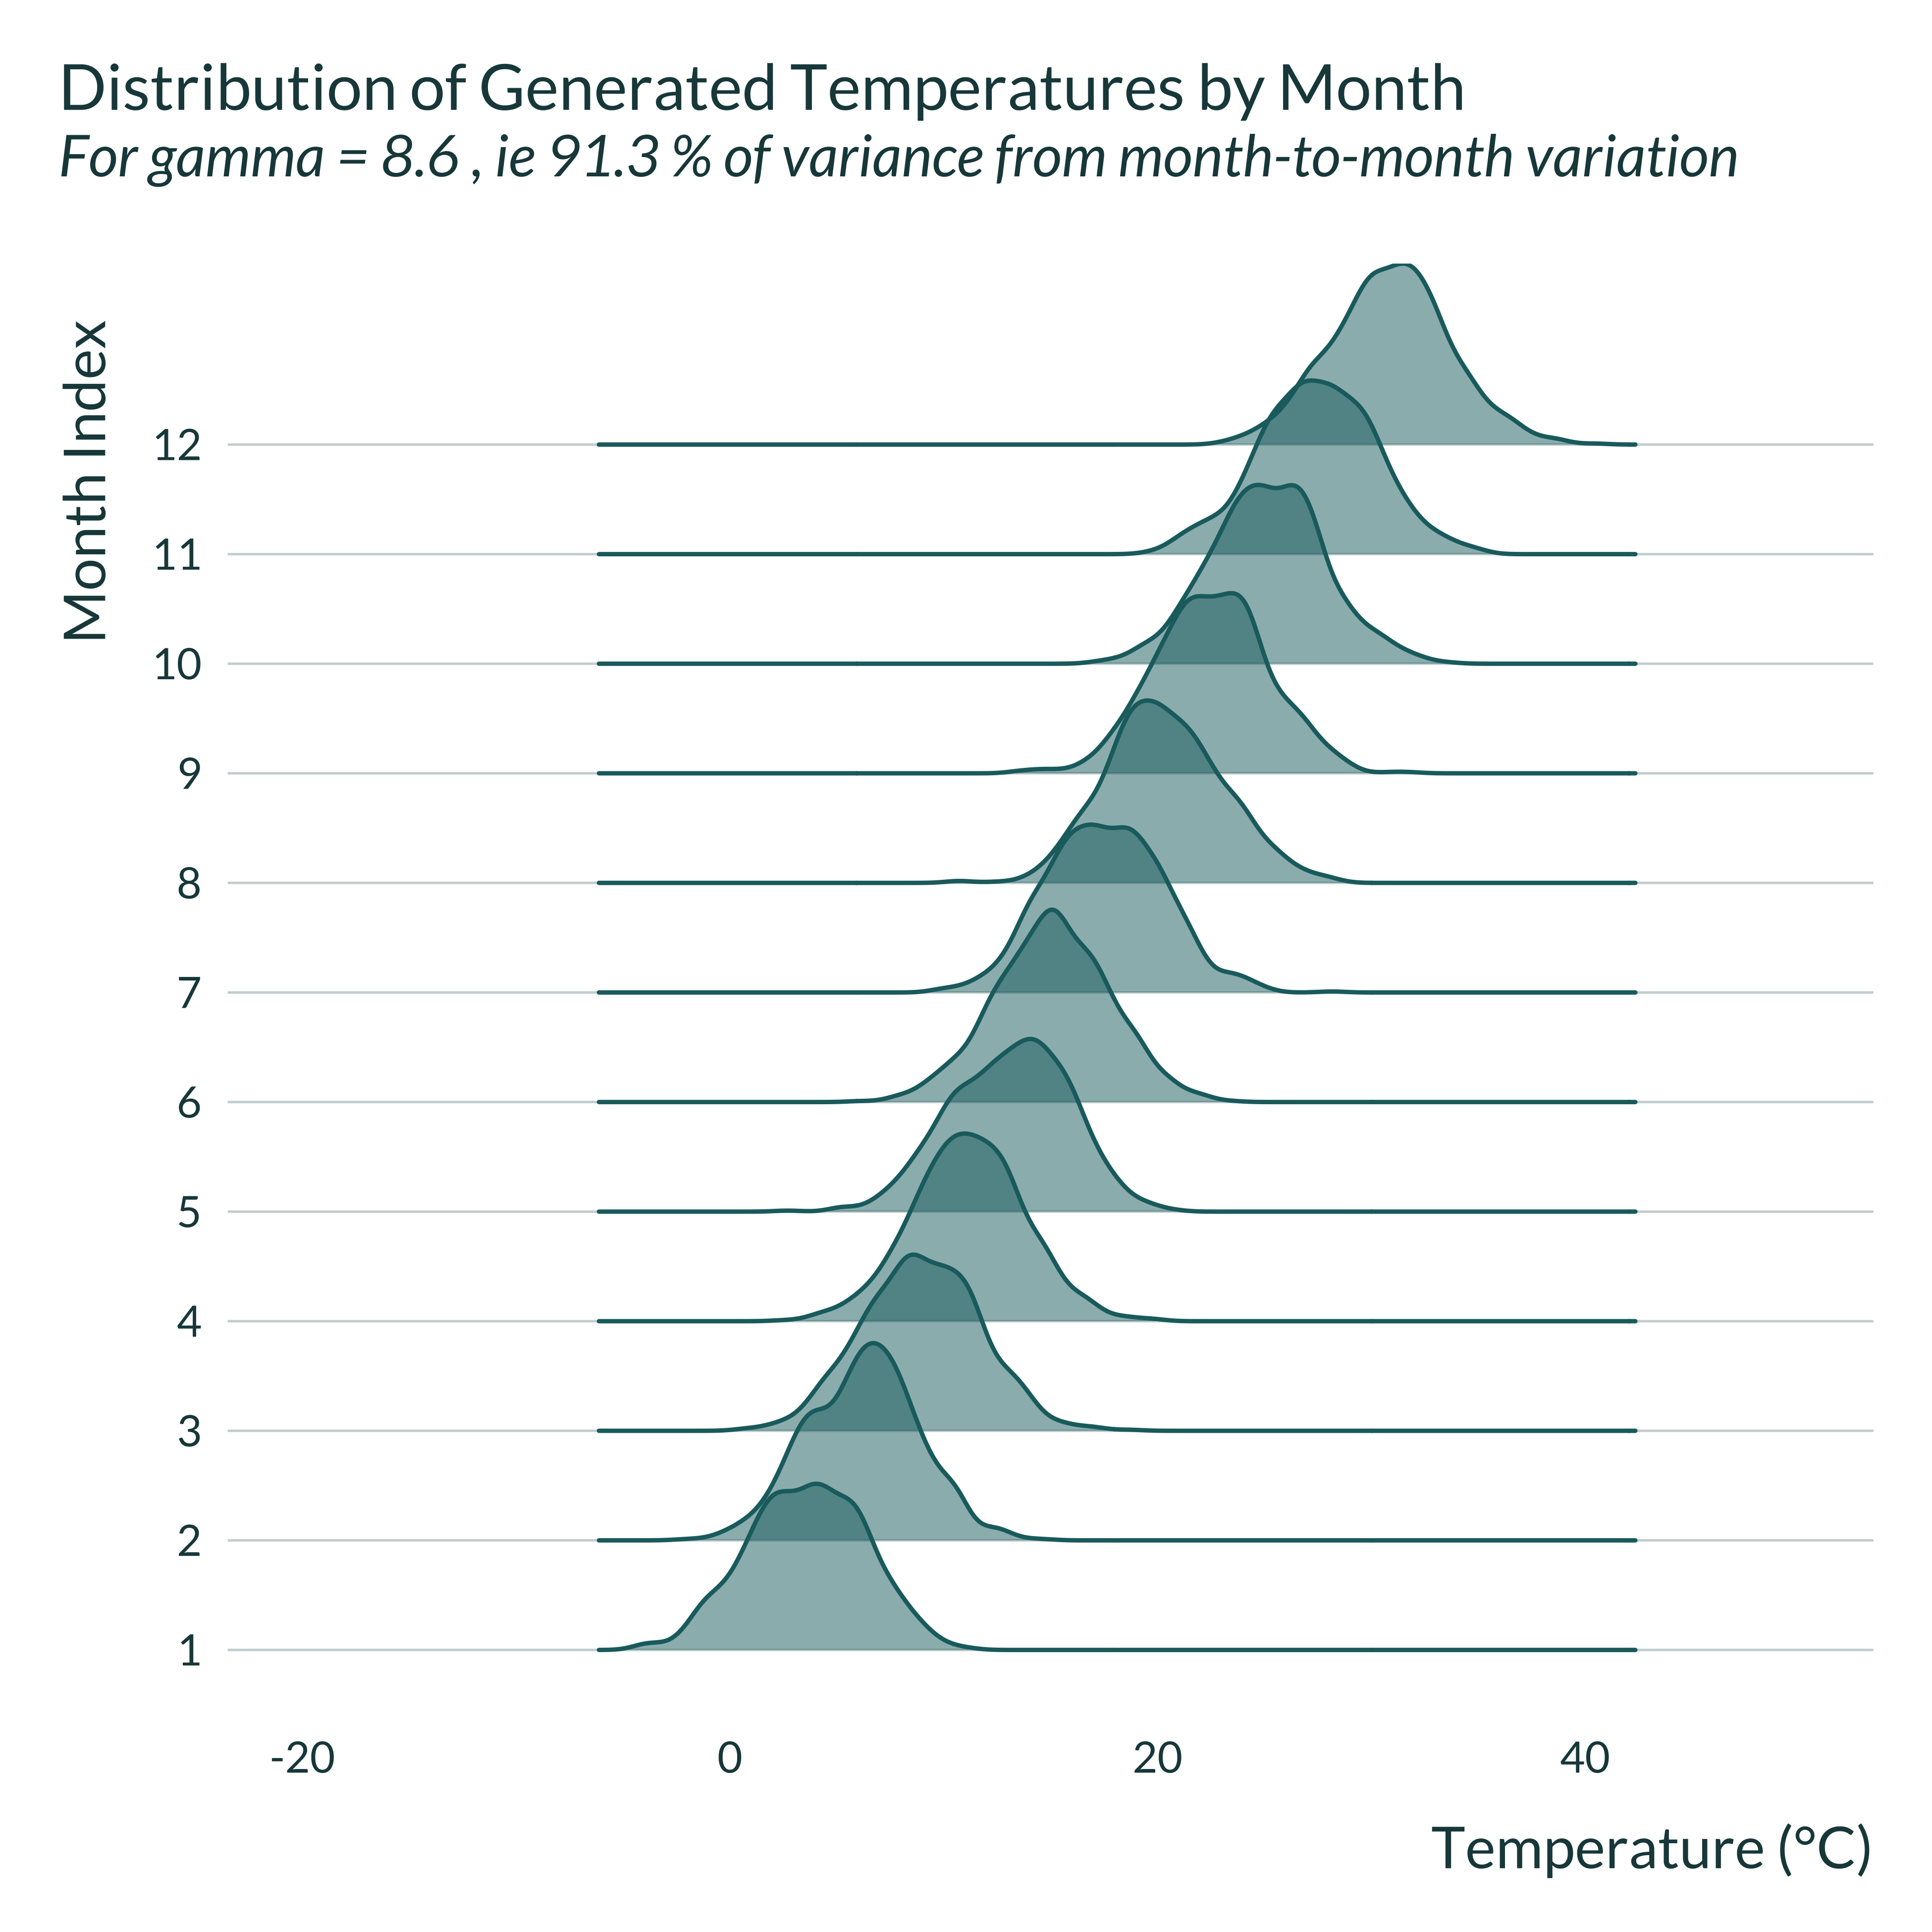 Distribution of Generated Temperatures by Month
For gamma = 8.6 , ie 91.3 % of variance from month-to-month variation
Month Index
12
11
10
9
8
7
6
5
4
3
2
1
-20 0 20 40
Temperature (°C)